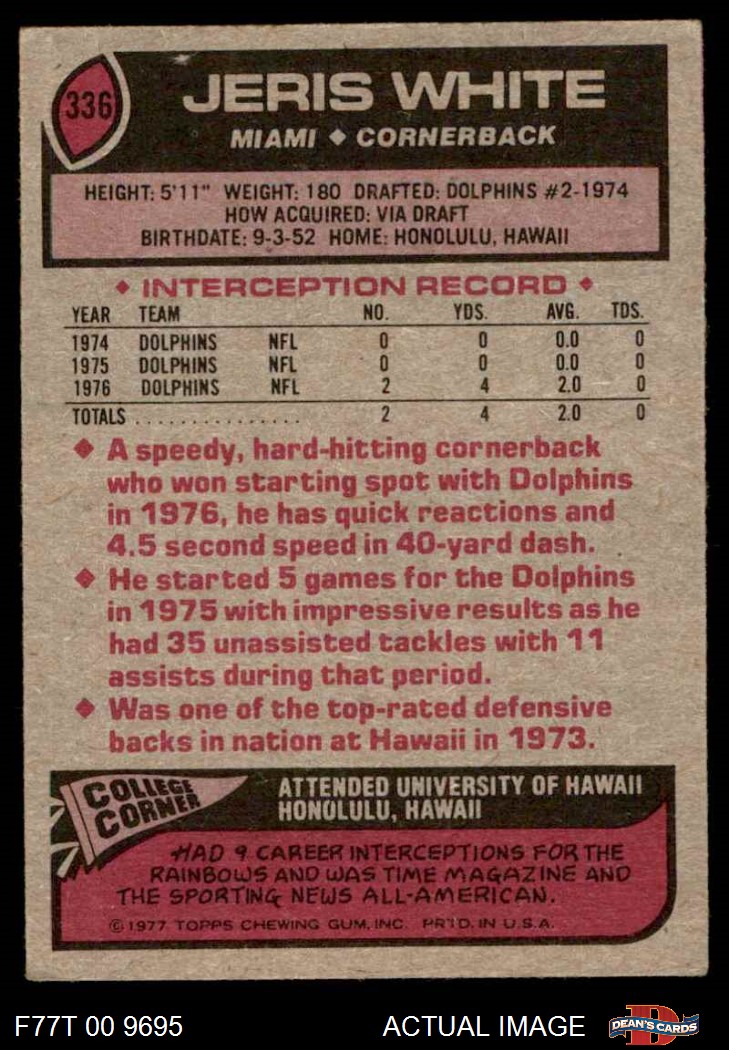 336
JERIS WHITE
MIAMI ♦ CORNERBACK
HEIGHT: 5'11" WEIGHT: 180 DRAFTED: DOLPHINS #2-1974
HOW ACQUIRED: VIA DRAFT
BIRTHDATE: 9-3-52 HOME: HONOLULU, HAWAII
♦ INTERCEPTION RECORD ♦
YEAR TEAM NO. YDS. AVG. TDS.
1974 DOLPHINS NFL 0 0 0.0 0
1975 DOLPHINS NFL 0 0 0.0 0
1976 DOLPHINS NFL 2 4 2.0 0
TOTALS ............... 2 4 2.0 0
♦ A speedy, hard-hitting cornerback
who won starting spot with Dolphins
in 1976, he has quick reactions and
4.5 second speed in 40-yard dash.
♦ He started 5 games for the Dolphins
in 1975 with impressive results as he
had 35 unassisted tackles with 11
assists during that period.
♦ Was one of the top-rated defensive
backs in nation at Hawaii in 1973.
COLLEGE
CORNER
ATTENDED UNIVERSITY OF HAWAII
HONOLULU, HAWAII
HAD 9 CAREER INTERCEPTIONS FOR THE
RAINBOWS AND WAS TIME MAGAZINE AND
THE SPORTING NEWS ALL-AMERICAN.
©1977 TOPPS CHEWING GUM, INC. PRTD. IN U.S.A.
F77T 00 9695 ACTUAL IMAGE
D
DEAN'S CARDS